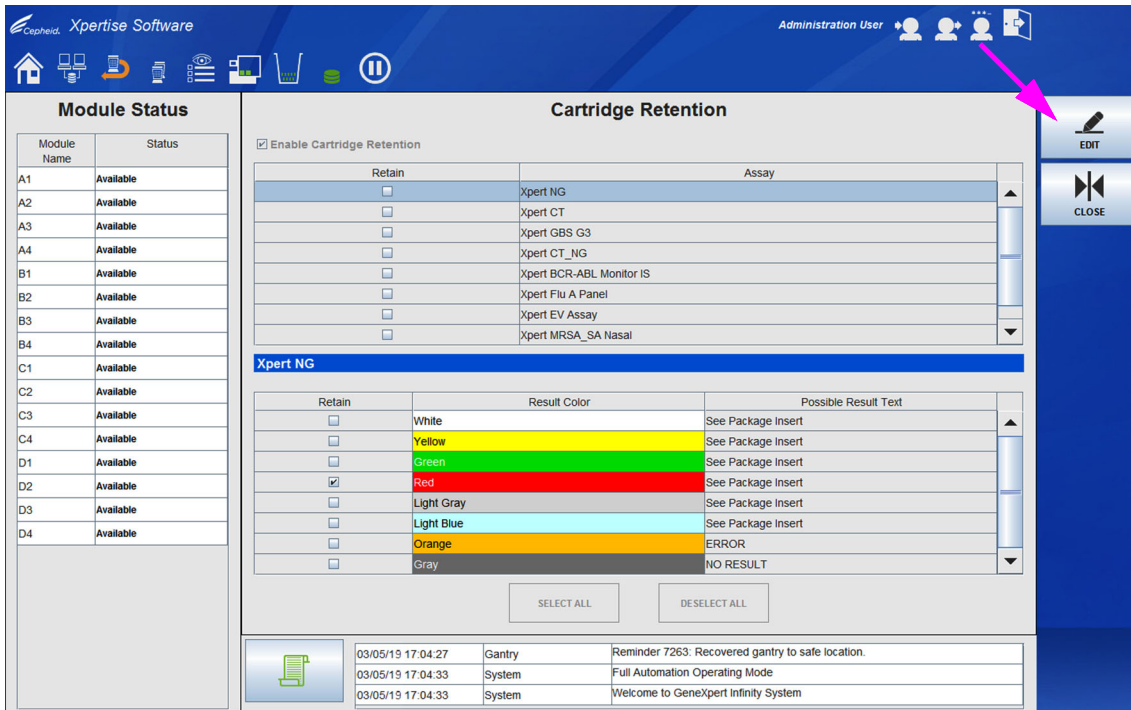 Cepheid. Xpertise Software
Administration User
Module Status
Module Name Status
A1 Available
A2 Available
A3 Available
A4 Available
B1 Available
B2 Available
B3 Available
B4 Available
C1 Available
C2 Available
C3 Available
C4 Available
D1 Available
D2 Available
D3 Available
D4 Available
Cartridge Retention
Enable Cartridge Retention
Retain Assay
Xpert NG
Xpert CT
Xpert GBS G3
Xpert CT_NG
Xpert BCR-ABL Monitor IS
Xpert Flu A Panel
Xpert EV Assay
Xpert MRSA_SA Nasal
Xpert NG
Retain Result Color Possible Result Text
White See Package Insert
Yellow See Package Insert
Green See Package Insert
Red See Package Insert
Light Gray See Package Insert
Light Blue See Package Insert
Orange ERROR
Gray NO RESULT
SELECT ALL DESELECT ALL
03/05/19 17:04:27 Gantry Reminder 7263: Recovered gantry to safe location.
03/05/19 17:04:33 System Full Automation Operating Mode
03/05/19 17:04:33 System Welcome to GeneXpert Infinity System
EDIT
CLOSE